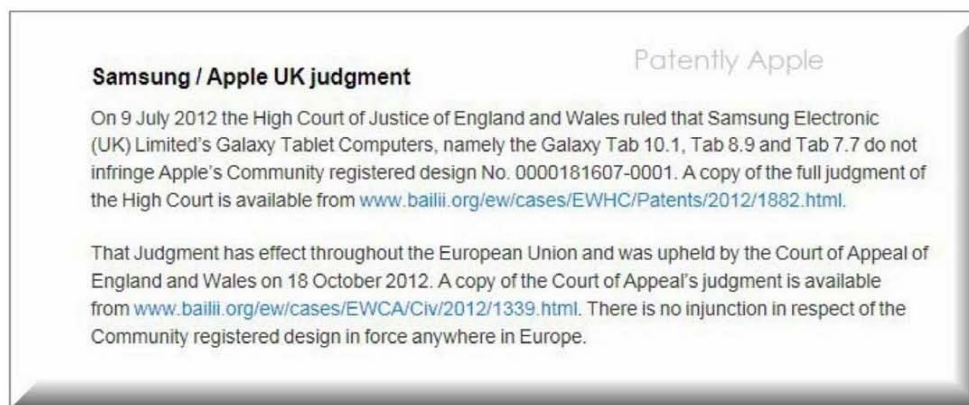 Patently Apple
Samsung / Apple UK judgment
On 9 July 2012 the High Court of Justice of England and Wales ruled that Samsung Electronic
(UK) Limited's Galaxy Tablet Computers, namely the Galaxy Tab 10.1, Tab 8.9 and Tab 7.7 do not
infringe Apple's Community registered design No. 0000181607-0001. A copy of the full judgment of
the High Court is available from www.bailii.org/ew/cases/EWHC/Patents/2012/1882.html.
That Judgment has effect throughout the European Union and was upheld by the Court of Appeal of
England and Wales on 18 October 2012. A copy of the Court of Appeal's judgment is available
from www.bailii.org/ew/cases/EWCA/Civ/2012/1339.html. There is no injunction in respect of the
Community registered design in force anywhere in Europe.